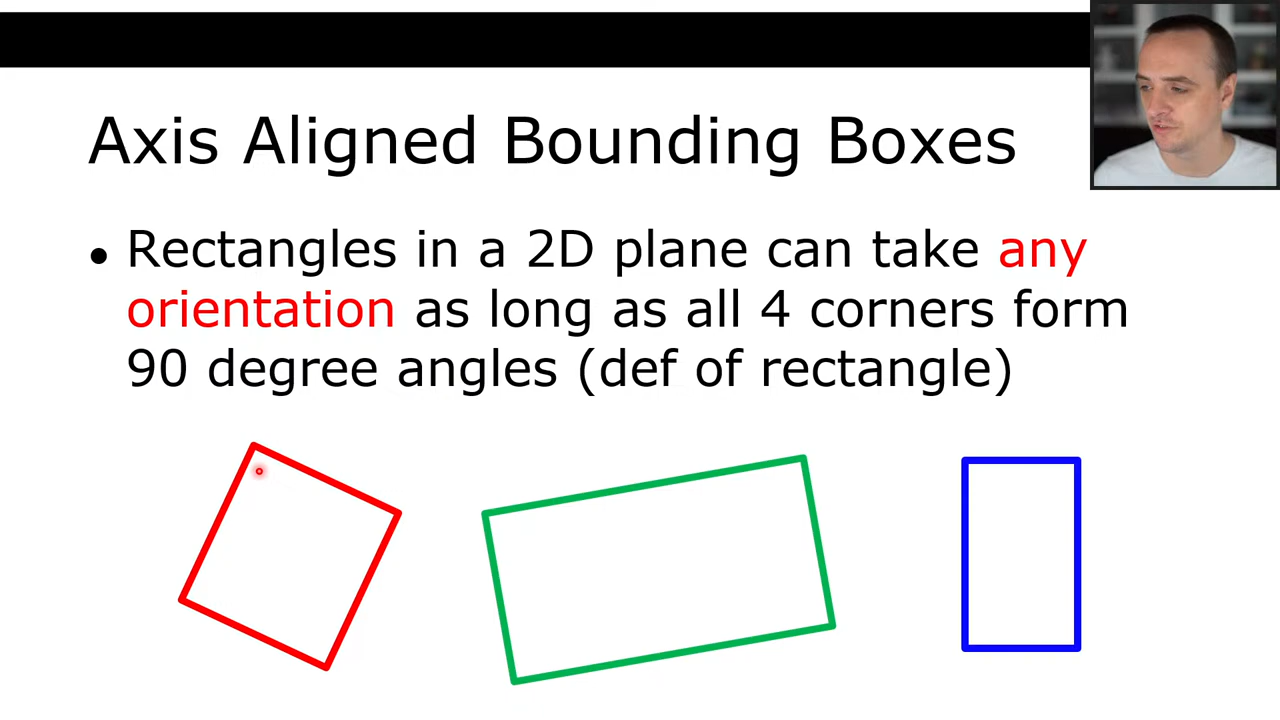 Axis Aligned Bounding Boxes
• Rectangles in a 2D plane can take any
orientation as long as all 4 corners form
90 degree angles (def of rectangle)